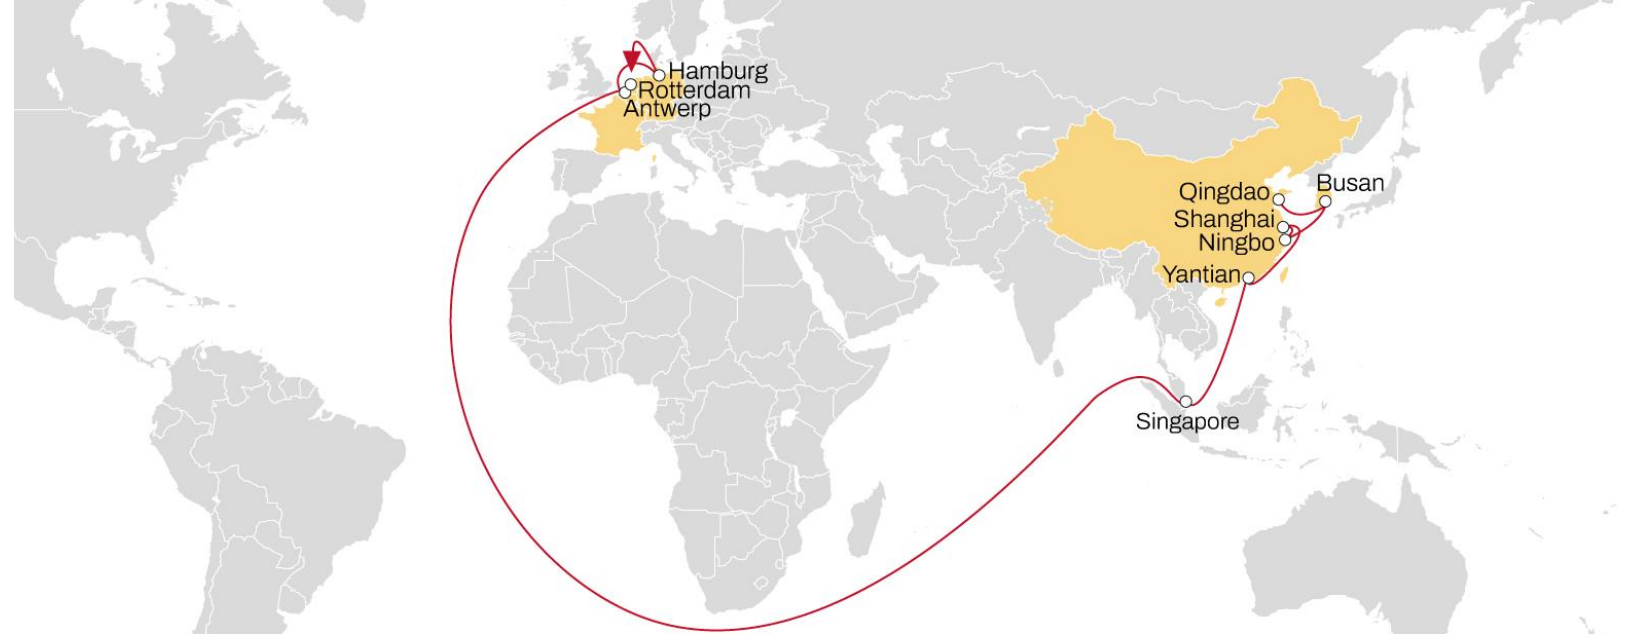 Hamburg
Rotterdam
Antwerp
Qingdao
Busan
Shanghai
Ningbo
Yantian
Singapore